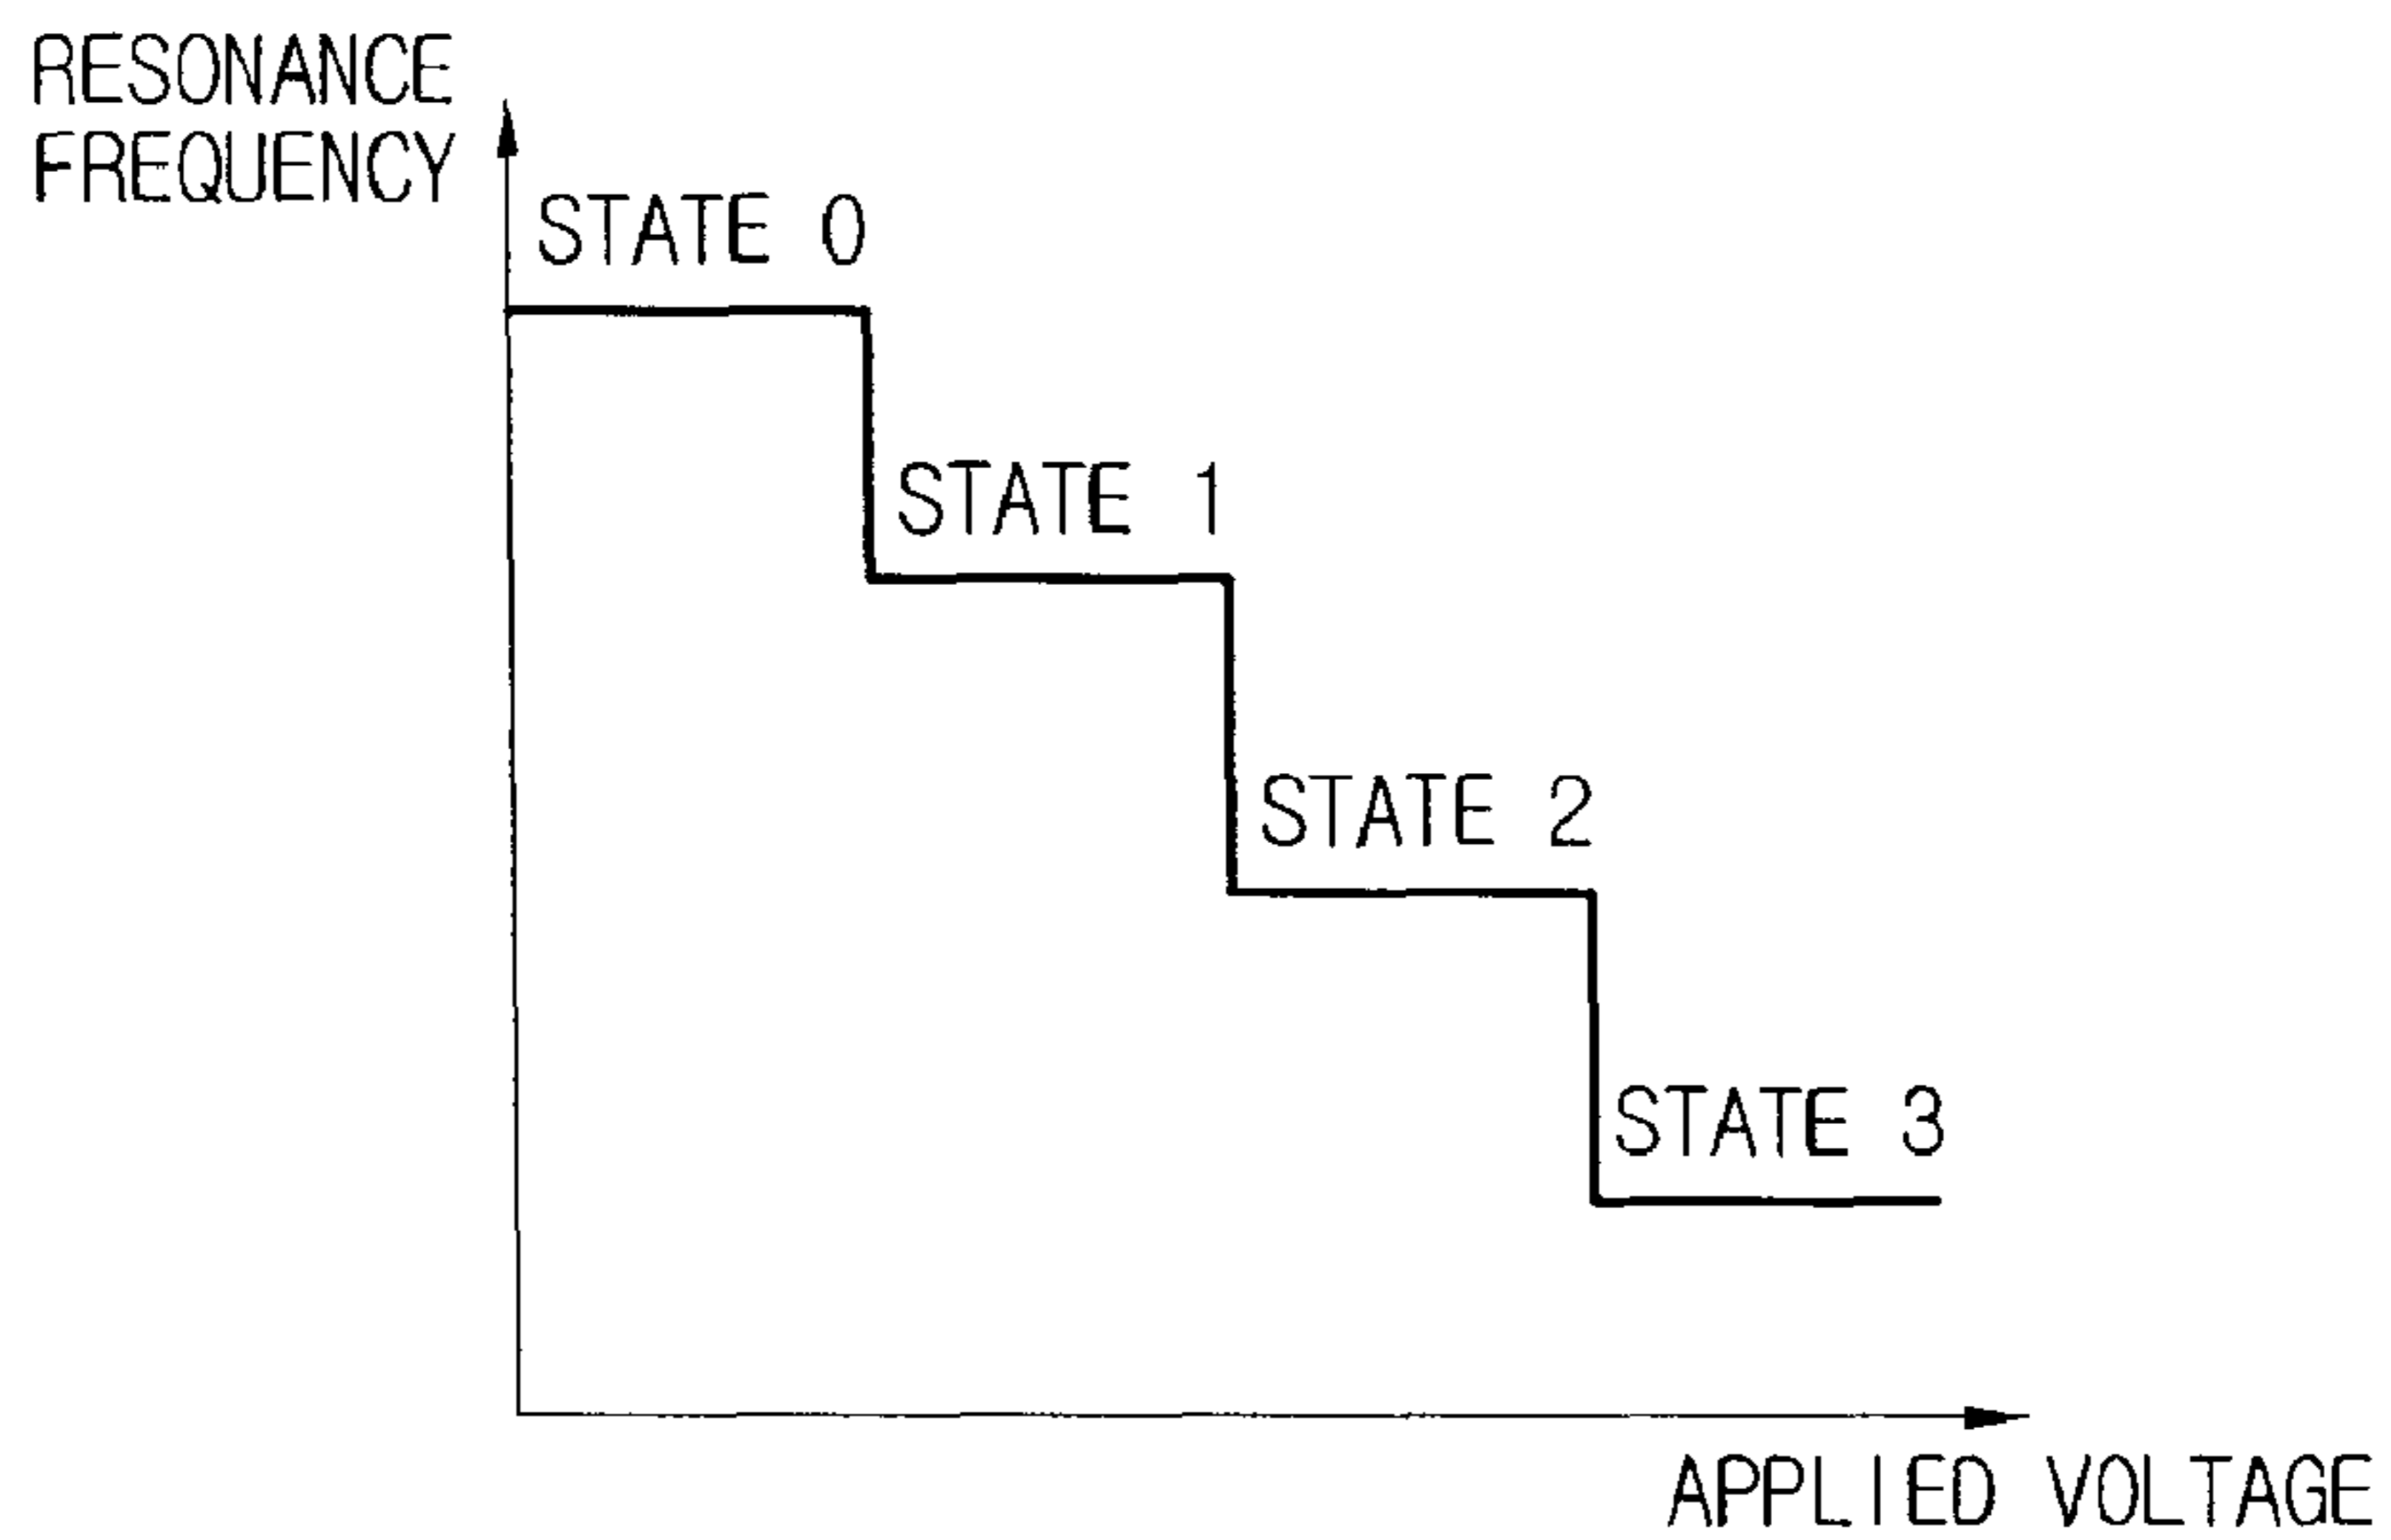 RESONANCE
FREQUENCY
STATE 0
STATE 1
STATE 2
STATE 3
APPLIED VOLTAGE